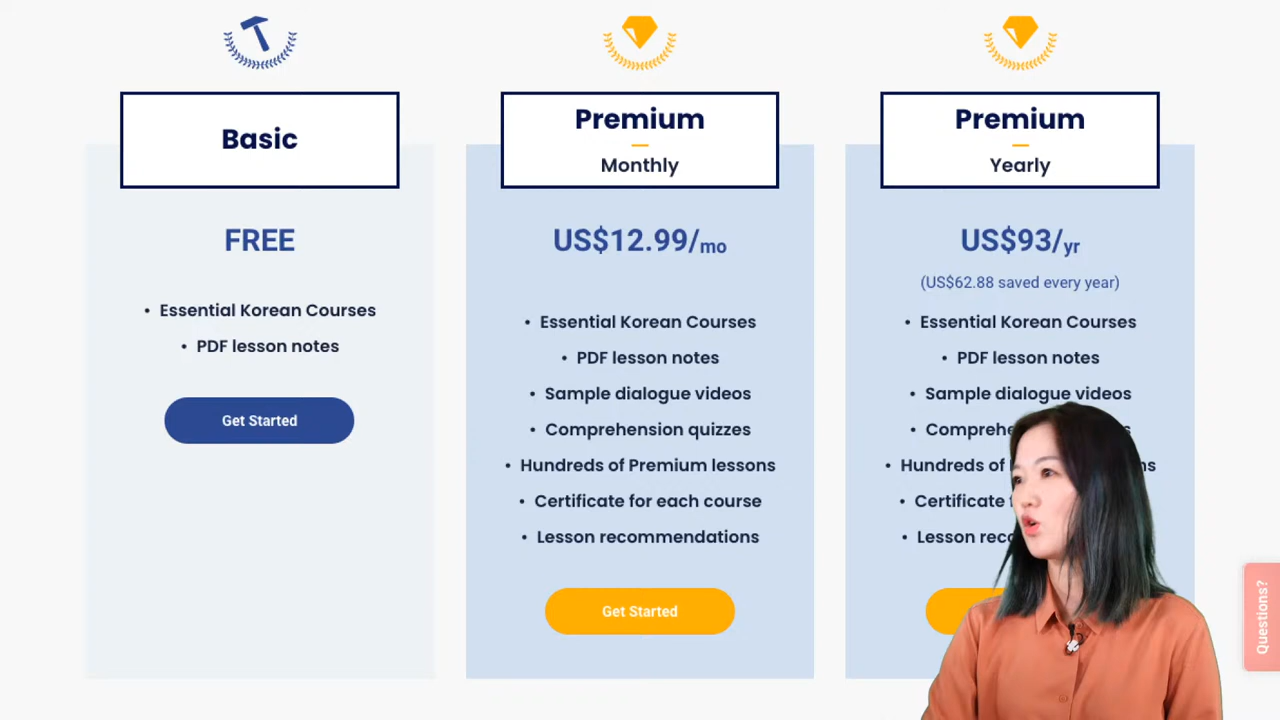 Basic
FREE
• Essential Korean Courses
• PDF lesson notes
Get Started
Premium
Monthly
US$12.99/mo
• Essential Korean Courses
• PDF lesson notes
• Sample dialogue videos
• Comprehension quizzes
• Hundreds of Premium lessons
• Certificate for each course
• Lesson recommendations
Get Started
Premium
Yearly
US$93/yr
(US$62.88 saved every year)
• Essential Korean Courses
• PDF lesson notes
• Sample dialogue videos
• Hundreds of
• Certificate
• Lesson
Questions?